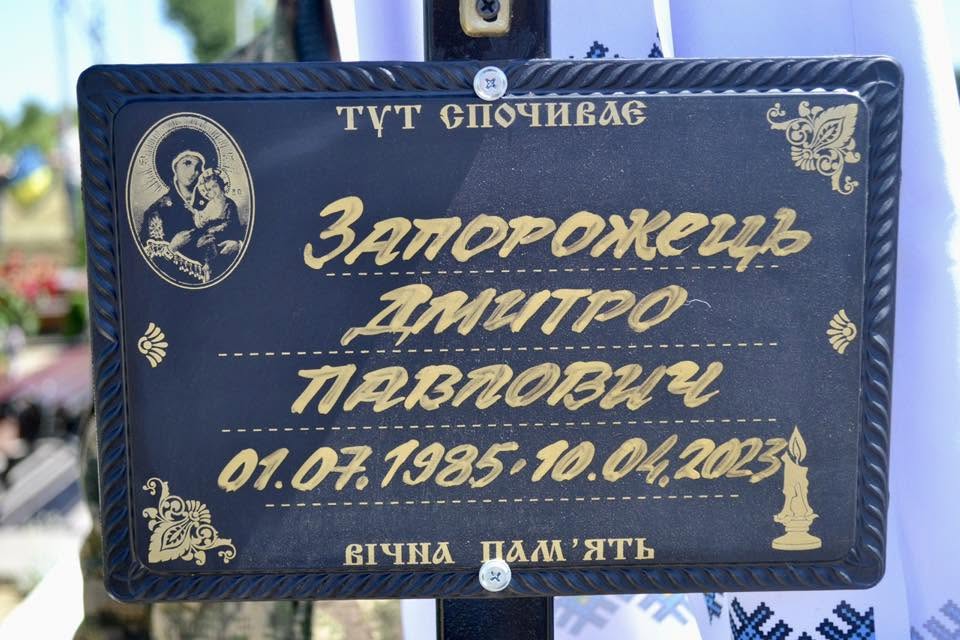 ТУТ СПОЧИВАЄ
ЗАПОРОЖЕЦЬ
ДМИТРО
ПАВЛОВИЧ
01.07.1985-10.04.2023
ВІЧНА ПАМ'ЯТЬ